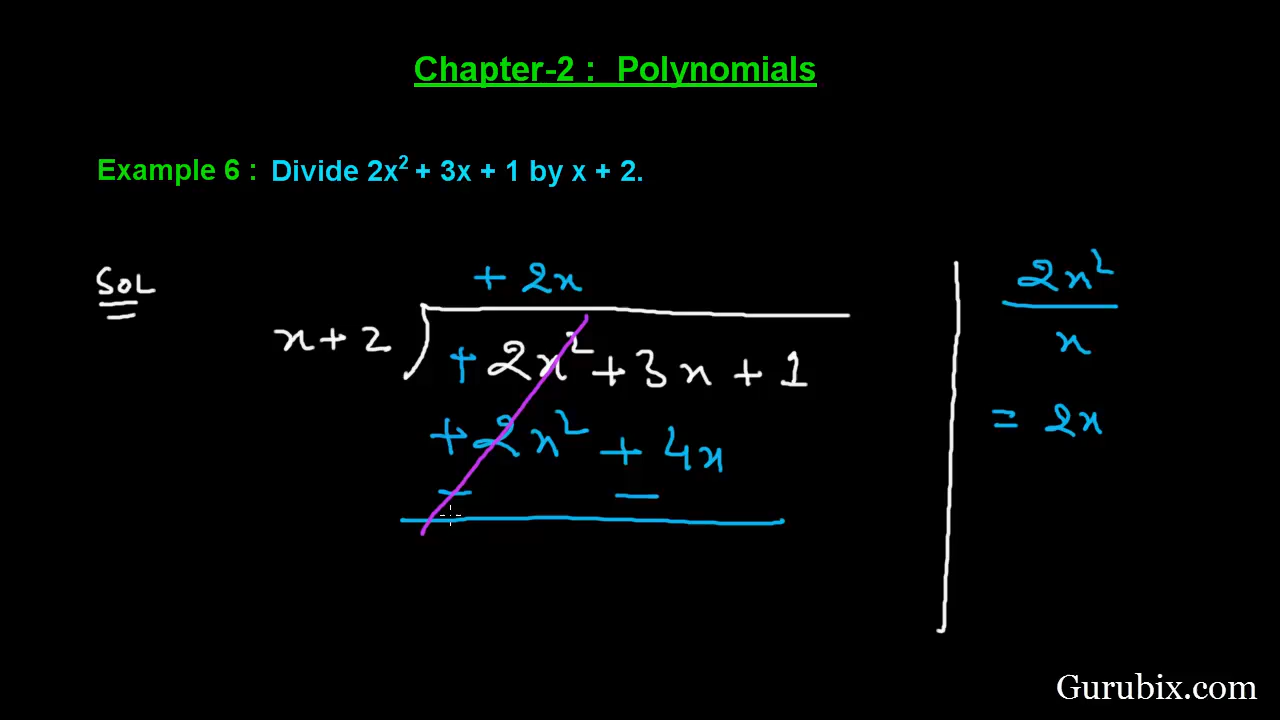 Chapter-2 : Polynomials
Example 6 : Divide 2x² + 3x + 1 by x + 2.
SOL
+ 2x
x + 2 ) + 2x² + 3x + 1
+ 2x² + 4x
− −
2x²
x
= 2x
Gurubix.com